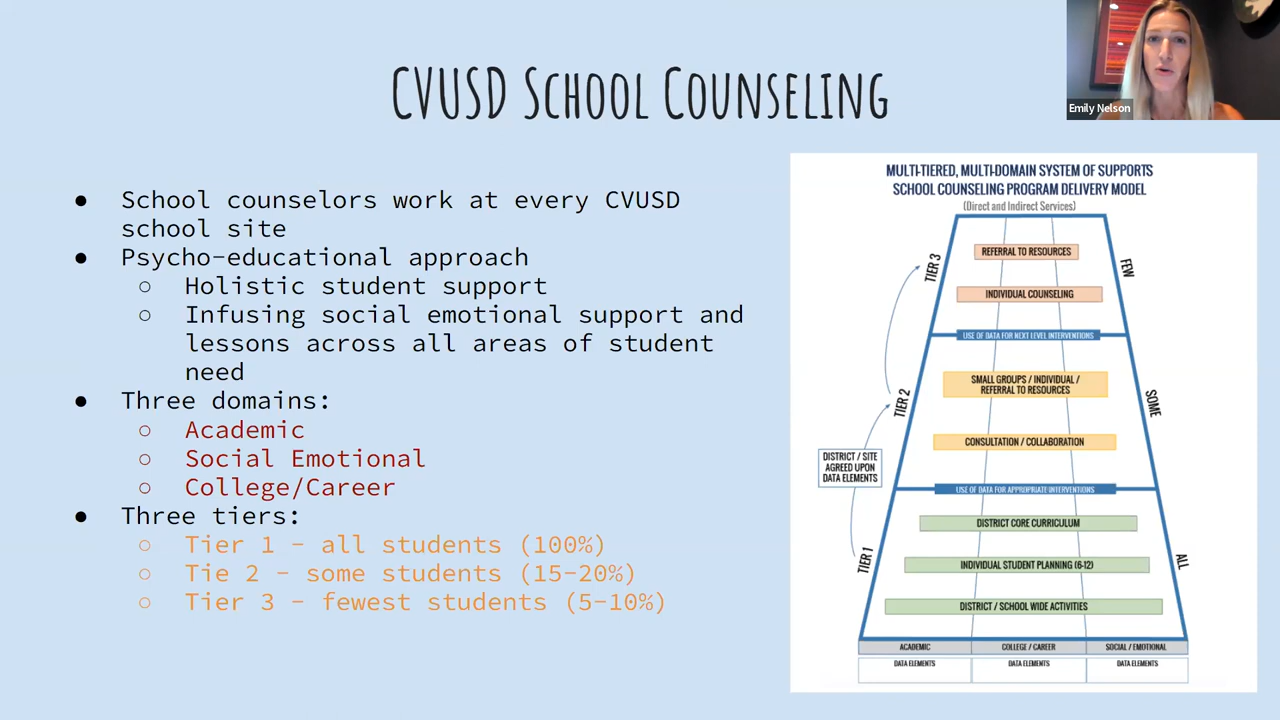 CVUSD School Counseling
Emily Nelson
● School counselors work at every CVUSD
school site
● Psycho-educational approach
○ Holistic student support
○ Infusing social emotional support and
lessons across all areas of student
need
● Three domains:
○ Academic
○ Social Emotional
○ College/Career
● Three tiers:
○ Tier 1 - all students (100%)
○ Tie 2 - some students (15-20%)
○ Tier 3 - fewest students (5-10%)
MULTI-TIERED, MULTI-DOMAIN SYSTEM OF SUPPORTS
SCHOOL COUNSELING PROGRAM DELIVERY MODEL
(Direct and Indirect Services)
TIER 3
REFERRAL TO RESOURCES
FEW
INDIVIDUAL COUNSELING
USE OF DATA FOR NEXT LEVEL INTERVENTIONS
TIER 2
SMALL GROUPS / INDIVIDUAL /
REFERRAL TO RESOURCES
SOME
CONSULTATION / COLLABORATION
DISTRICT / SITE
AGREED UPON
DATA ELEMENTS
USE OF DATA FOR APPROPRIATE INTERVENTIONS
TIER 1
DISTRICT CORE CURRICULUM
INDIVIDUAL STUDENT PLANNING (6-12)
ALL
DISTRICT / SCHOOL WIDE ACTIVITIES
ACADEMIC
COLLEGE / CAREER
SOCIAL / EMOTIONAL
DATA ELEMENTS
DATA ELEMENTS
DATA ELEMENTS